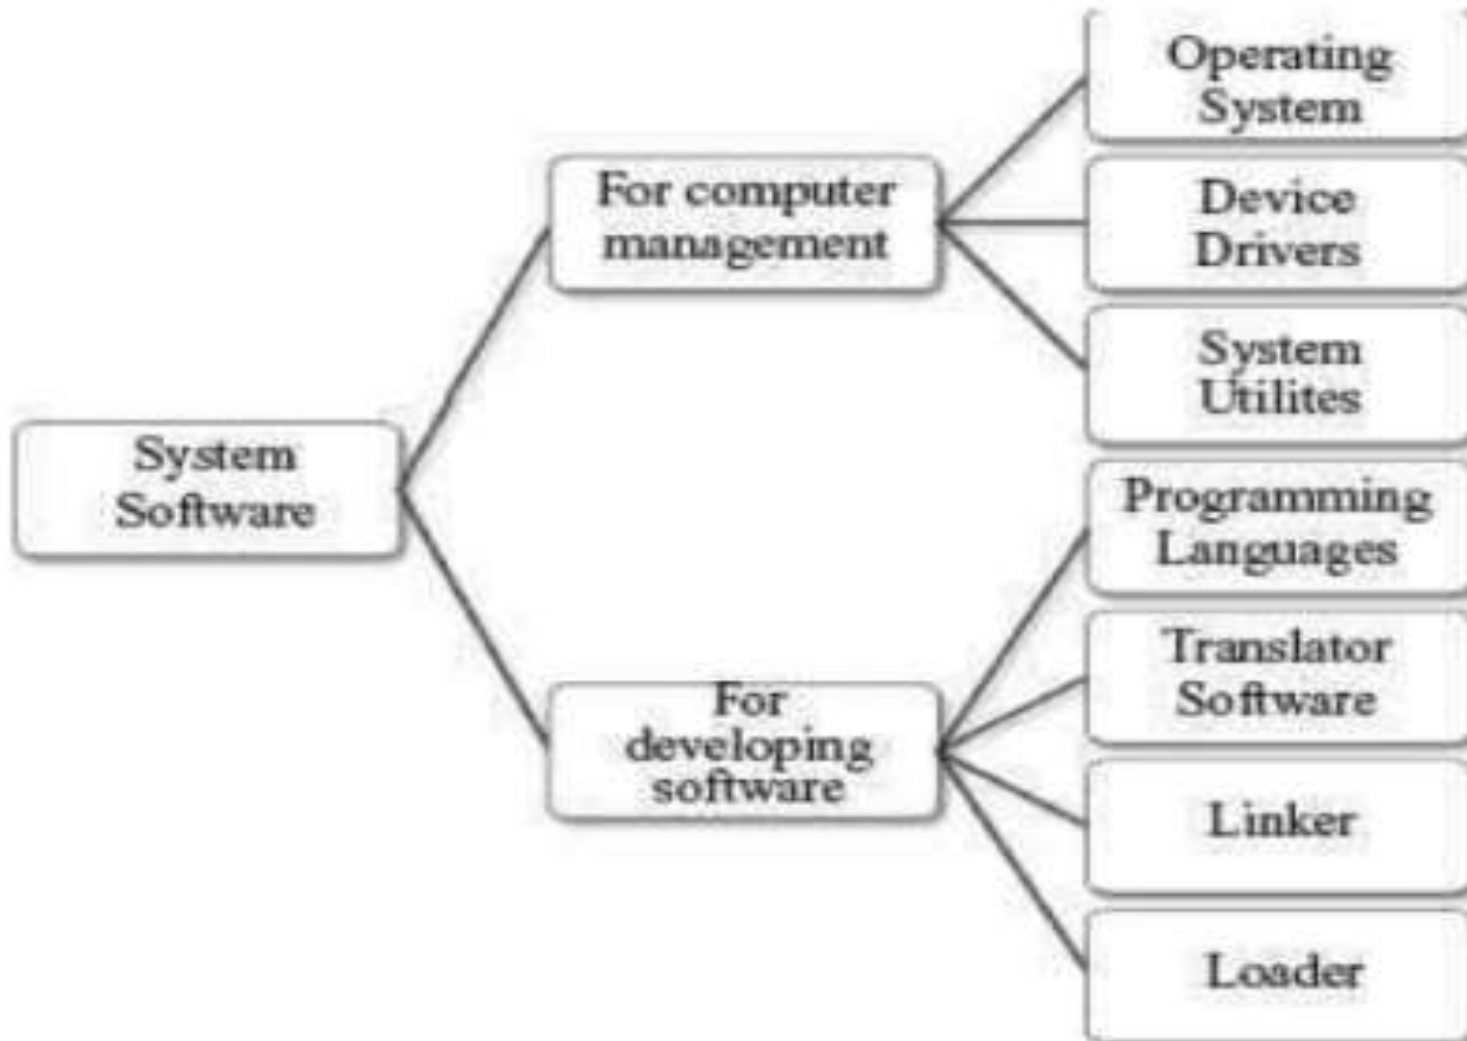 Operating
System
For computer
management
Device
Drivers
System
Utilites
System
Software
Programming
Languages
For
developing
software
Translator
Software
Linker
Loader